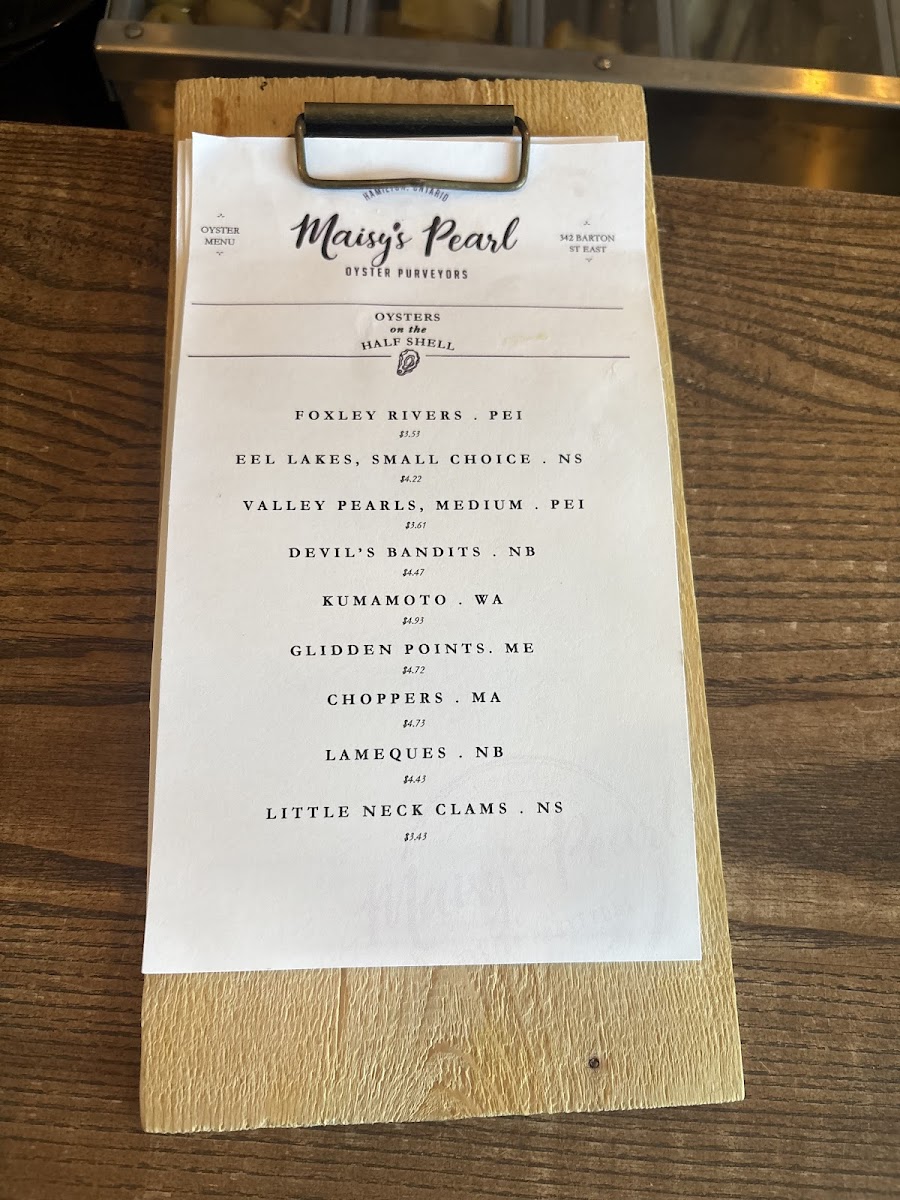 HAMILTON, ONTARIO
OYSTER
MENU
Maisy's Pearl
OYSTER PURVEYORS
342 BARTON
ST EAST
OYSTERS
on the
HALF SHELL
FOXLEY RIVERS . PEI
$3.53
EEL LAKES, SMALL CHOICE . NS
$4.22
VALLEY PEARLS, MEDIUM . PEI
$3.61
DEVIL'S BANDITS . NB
$4.47
KUMAMOTO . WA
$4.93
GLIDDEN POINTS. ME
$4.72
CHOPPERS . MA
$4.73
LAMEQUES . NB
$4.43
LITTLE NECK CLAMS . NS
$3.43
Maisy's Pearl